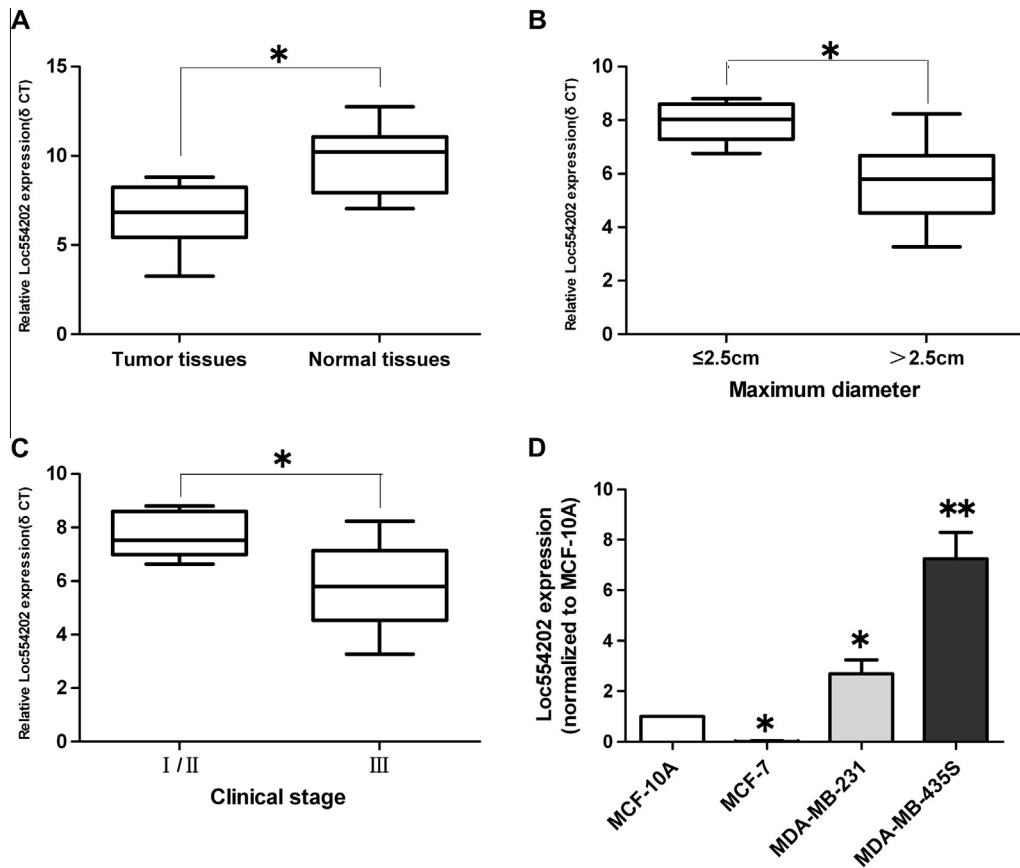 A
*
15
10
5
0
Relative Loc554202 expression(δ CT)
Tumor tissues
Normal tissues
B
*
10
8
6
4
2
0
Relative Loc554202 expression(δ CT)
≤2.5cm
>2.5cm
Maximum diameter
C
*
10
8
6
4
2
0
Relative Loc554202 expression(δ CT)
Ⅰ/Ⅱ
Ⅲ
Clinical stage
D
10
8
6
4
2
0
Loc554202 expression
(normalized to MCF-10A)
*
*
**
MCF-10A
MCF-7
MDA-MB-231
MDA-MB-435S